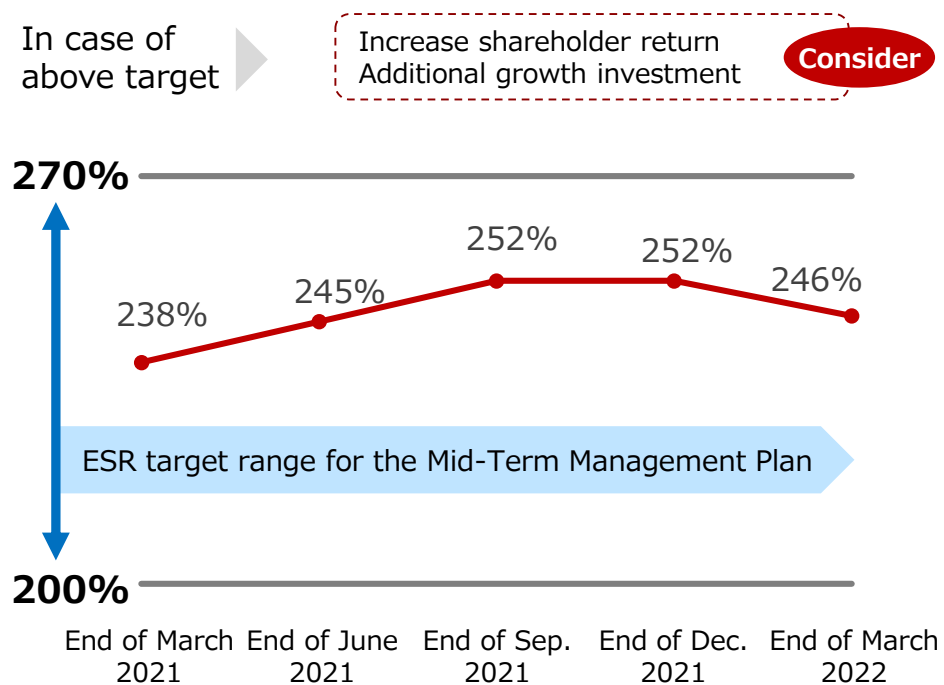 In case of
above target
Increase shareholder return
Additional growth investment
Consider
270%
238%
245%
252%
252%
246%
ESR target range for the Mid-Term Management Plan
200%
End of March
2021
End of June
2021
End of Sep.
2021
End of Dec.
2021
End of March
2022